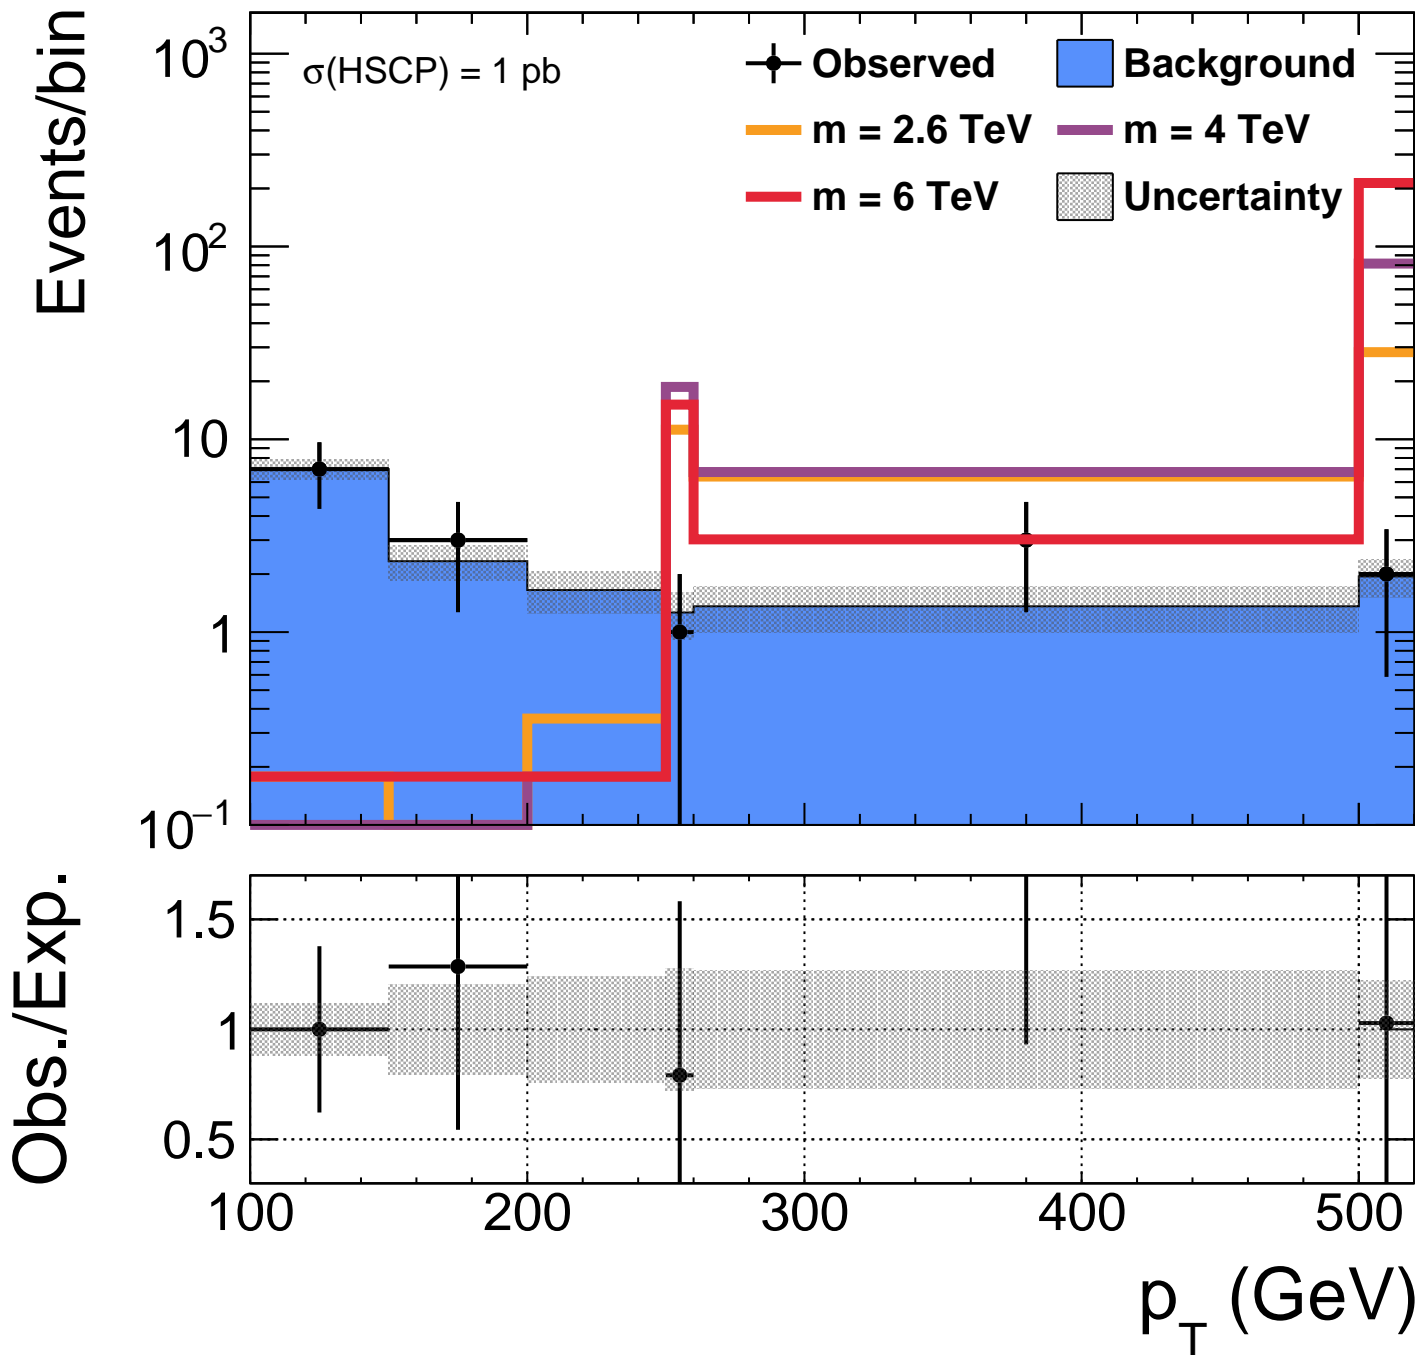 Events/bin
10³
10²
10
1
10⁻¹
σ(HSCP) = 1 pb
Observed
Background
m = 2.6 TeV
m = 4 TeV
m = 6 TeV
Uncertainty
Obs./Exp.
1.5
1
0.5
100 200 300 400 500
p_T (GeV)